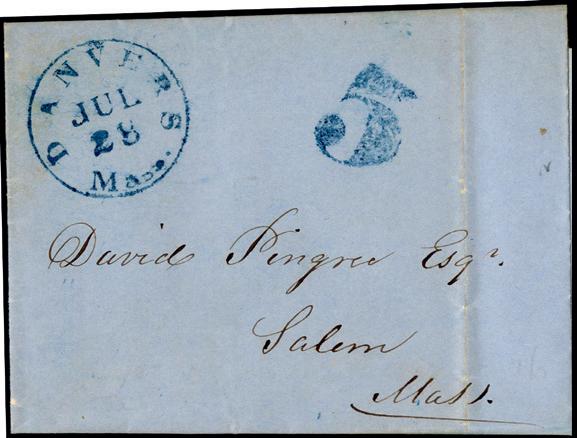 DANVERS
JUL
28
Mass.
5
David Pingree Esqr.
Salem
Mass.